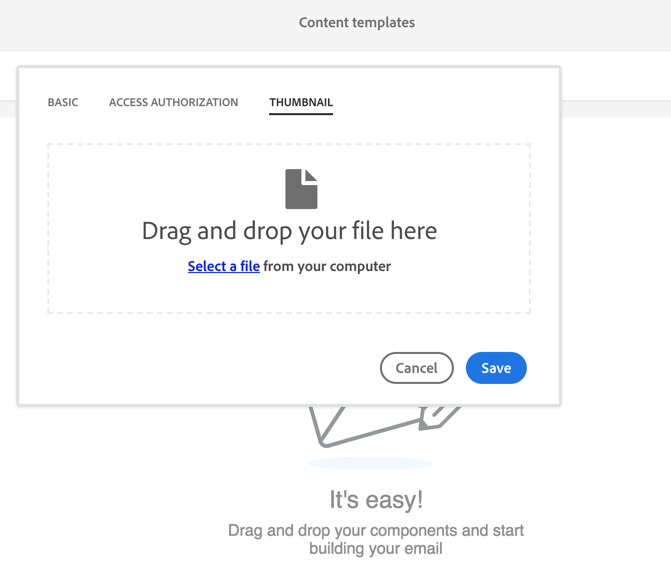 Content templates
BASIC ACCESS AUTHORIZATION THUMBNAIL
Drag and drop your file here
Select a file from your computer
Cancel Save
It's easy!
Drag and drop your components and start
building your email